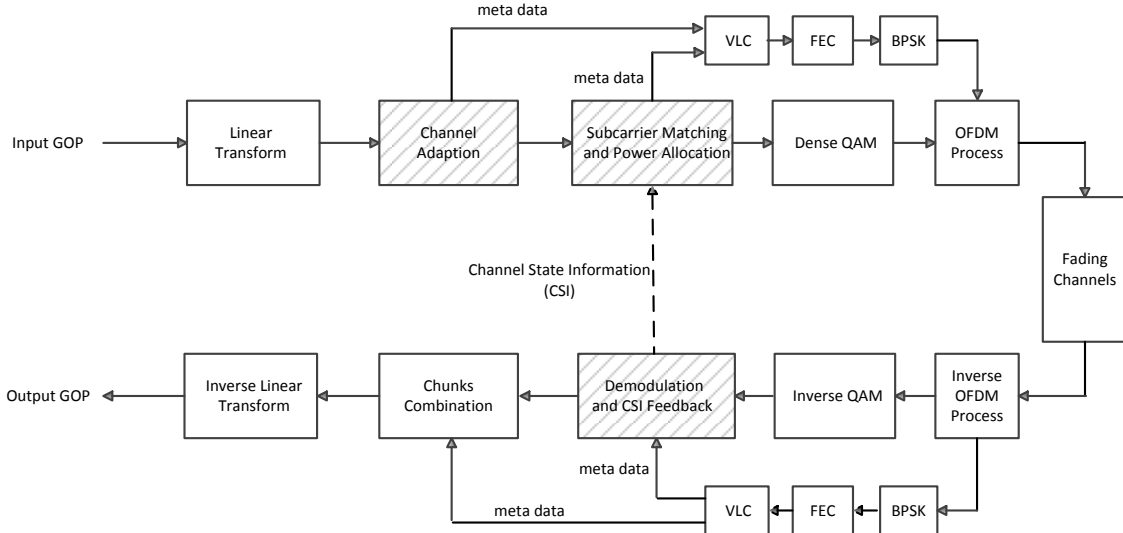 meta data
VLC
FEC
BPSK
meta data
Input GOP
Linear
Transform
Channel
Adaption
Subcarrier Matching
and Power Allocation
Dense QAM
OFDM
Process
Fading
Channels
Channel State Information
(CSI)
Output GOP
Inverse Linear
Transform
Chunks
Combination
Demodulation
and CSI Feedback
Inverse QAM
Inverse
OFDM
Process
meta data
meta data
VLC
FEC
BPSK